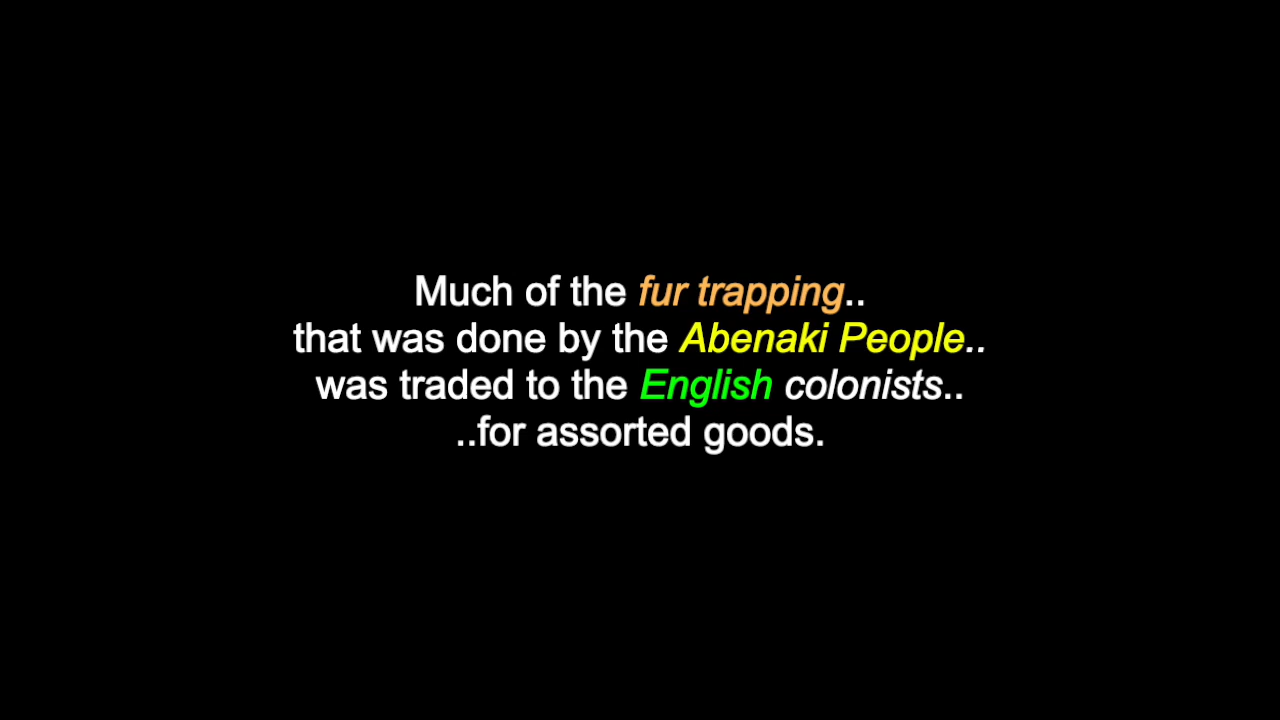 Much of the fur trapping..
that was done by the Abenaki People..
was traded to the English colonists..
..for assorted goods.